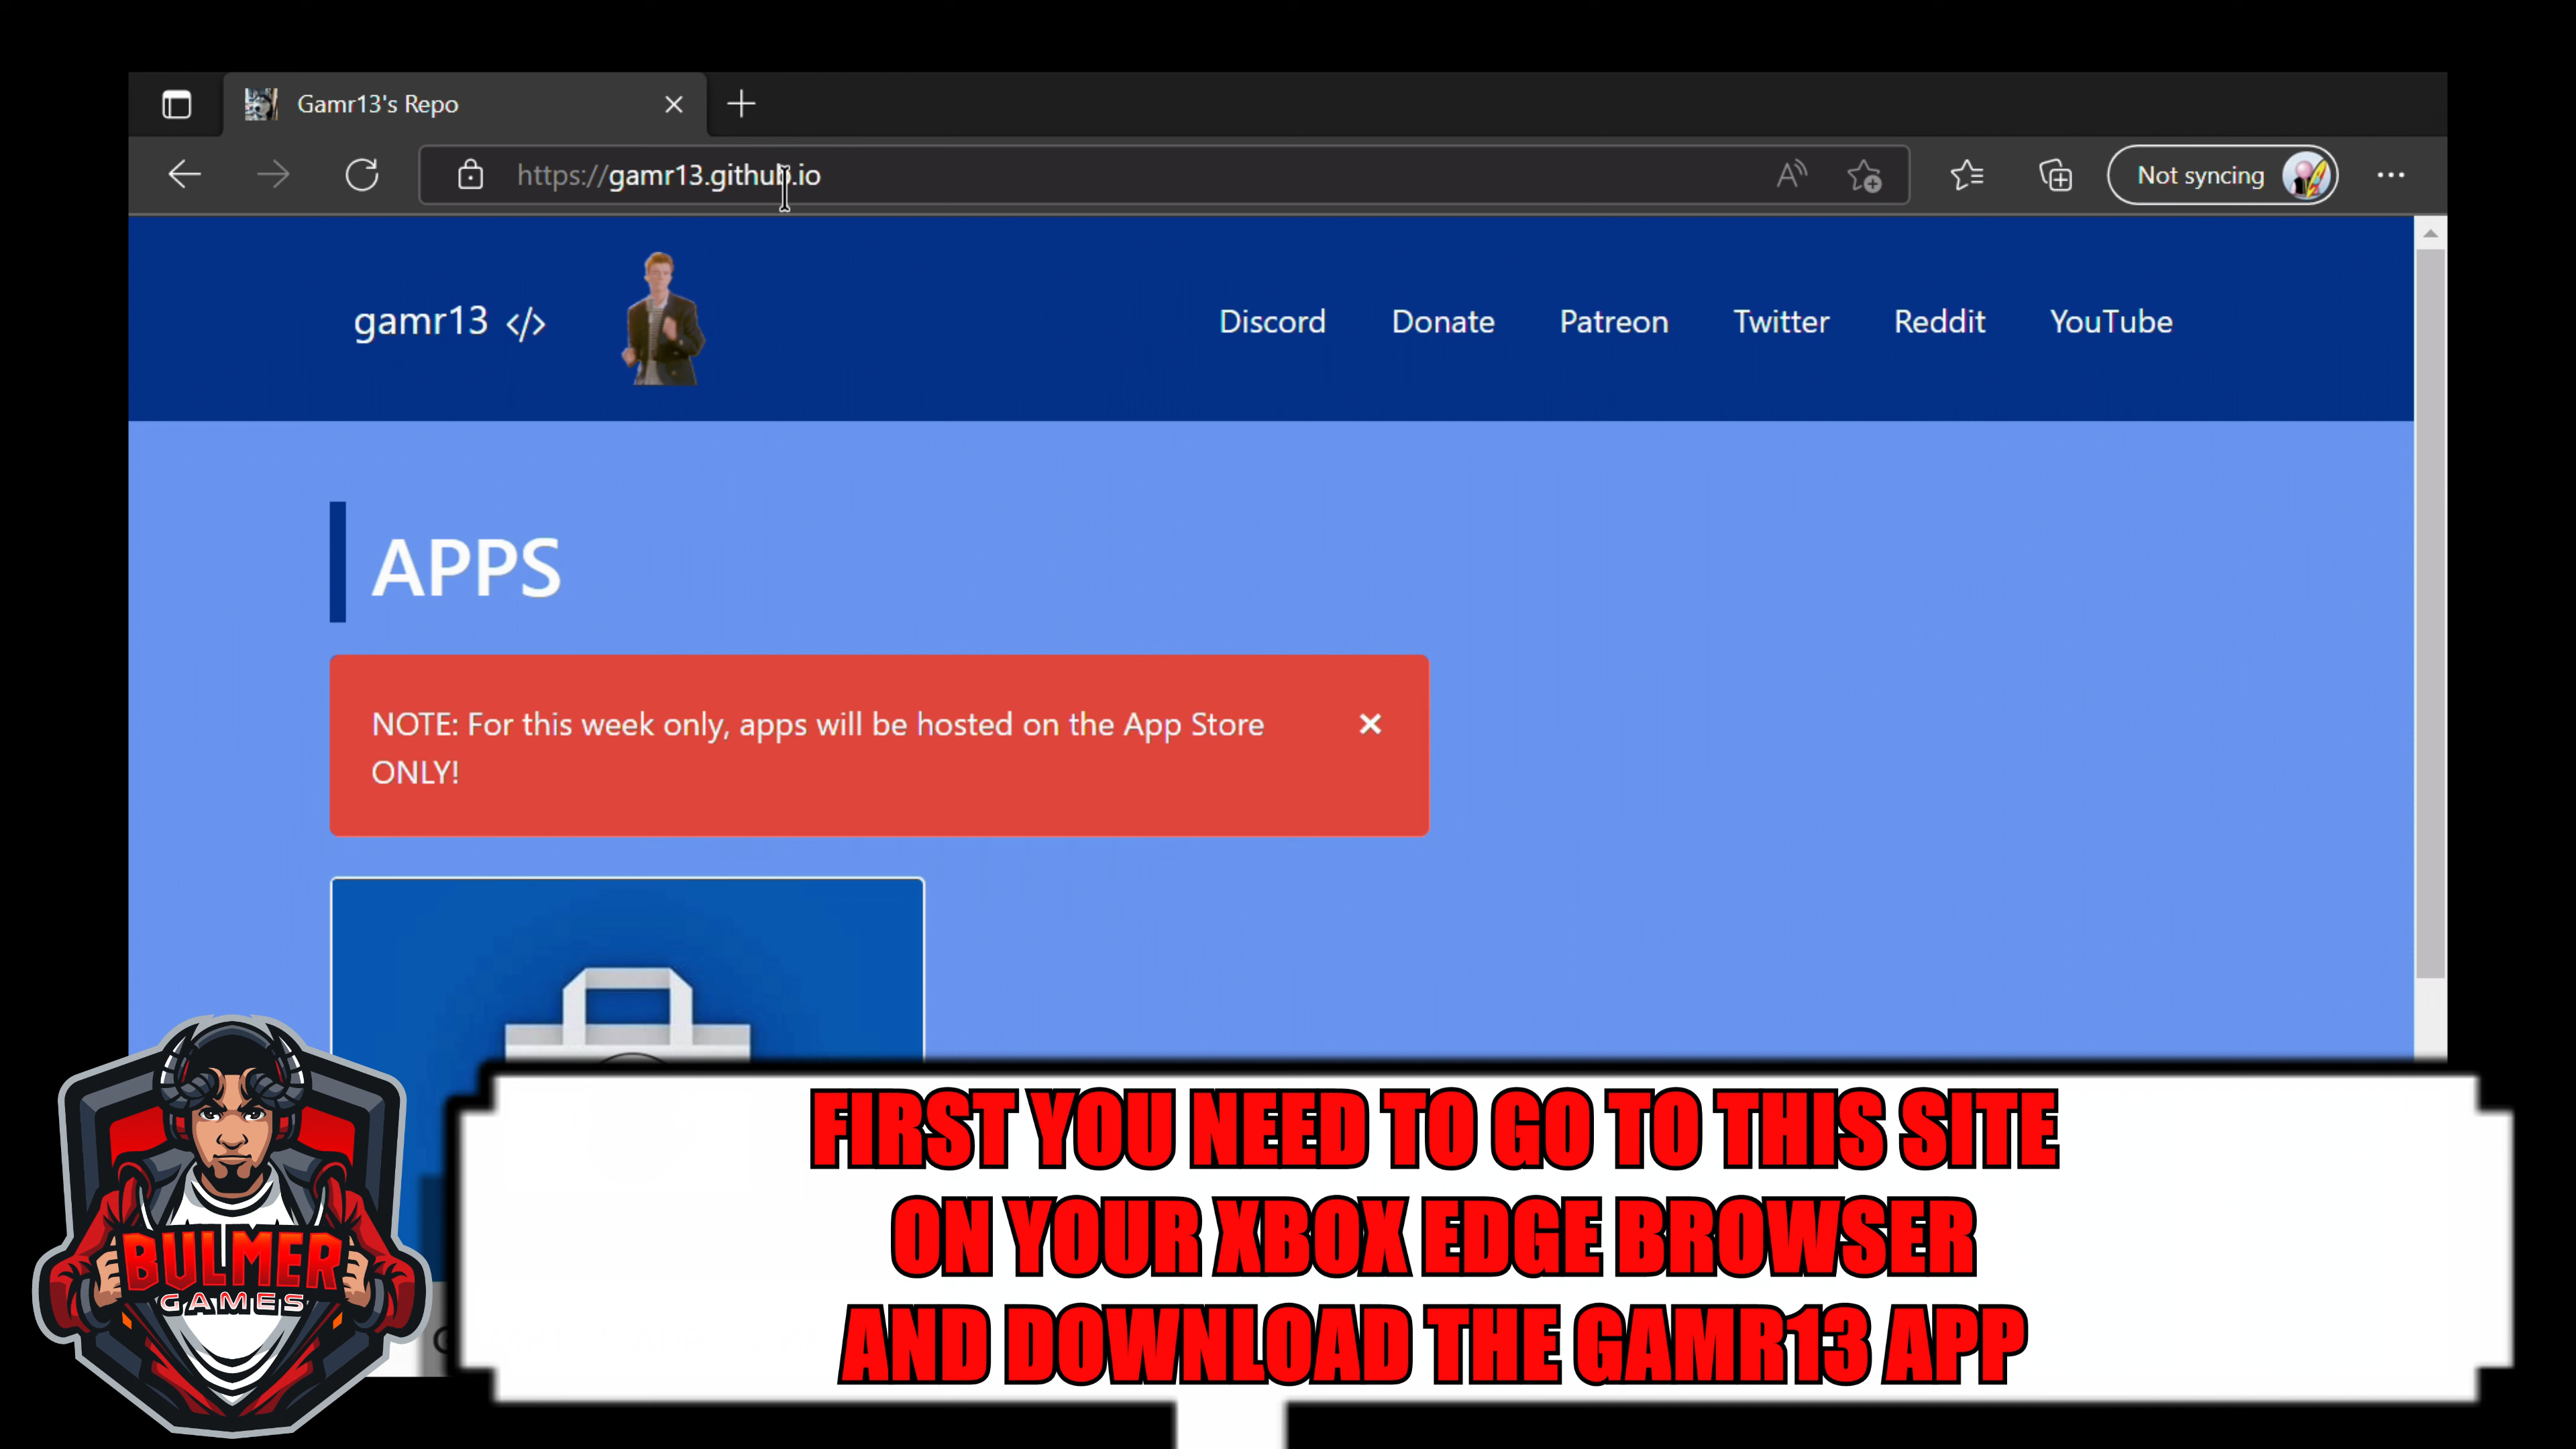 Gamr13's Repo
https://gamr13.github.io
Not syncing
gamr13 </>
Discord
Donate
Patreon
Twitter
Reddit
YouTube
APPS
NOTE: For this week only, apps will be hosted on the App Store
ONLY!
FIRST YOU NEED TO GO TO THIS SITE
ON YOUR XBOX EDGE BROWSER
AND DOWNLOAD THE GAMR13 APP
BULMER
GAMES